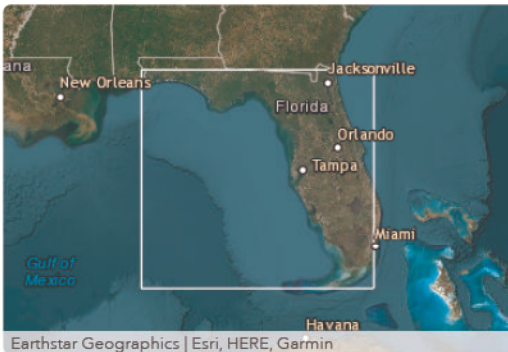 ana
New Orleans
Jacksonville
Florida
Orlando
Tampa
Miami
Gulf of
Mexico
Havana
Earthstar Geographics | Esri, HERE, Garmin